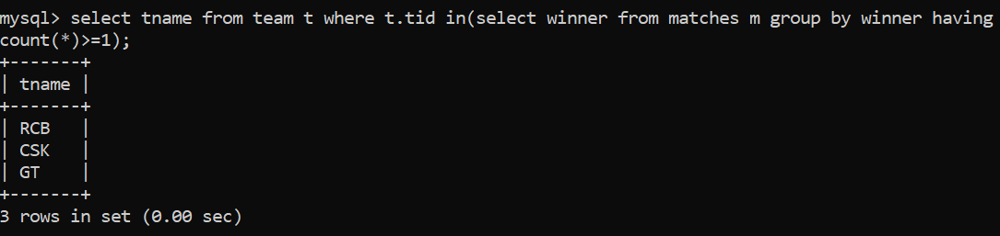 mysql> select tname from team t where t.tid in(select winner from matches m group by winner having
count(*)>=1);
+-------+
| tname |
+-------+
| RCB   |
| CSK   |
| GT    |
+-------+
3 rows in set (0.00 sec)